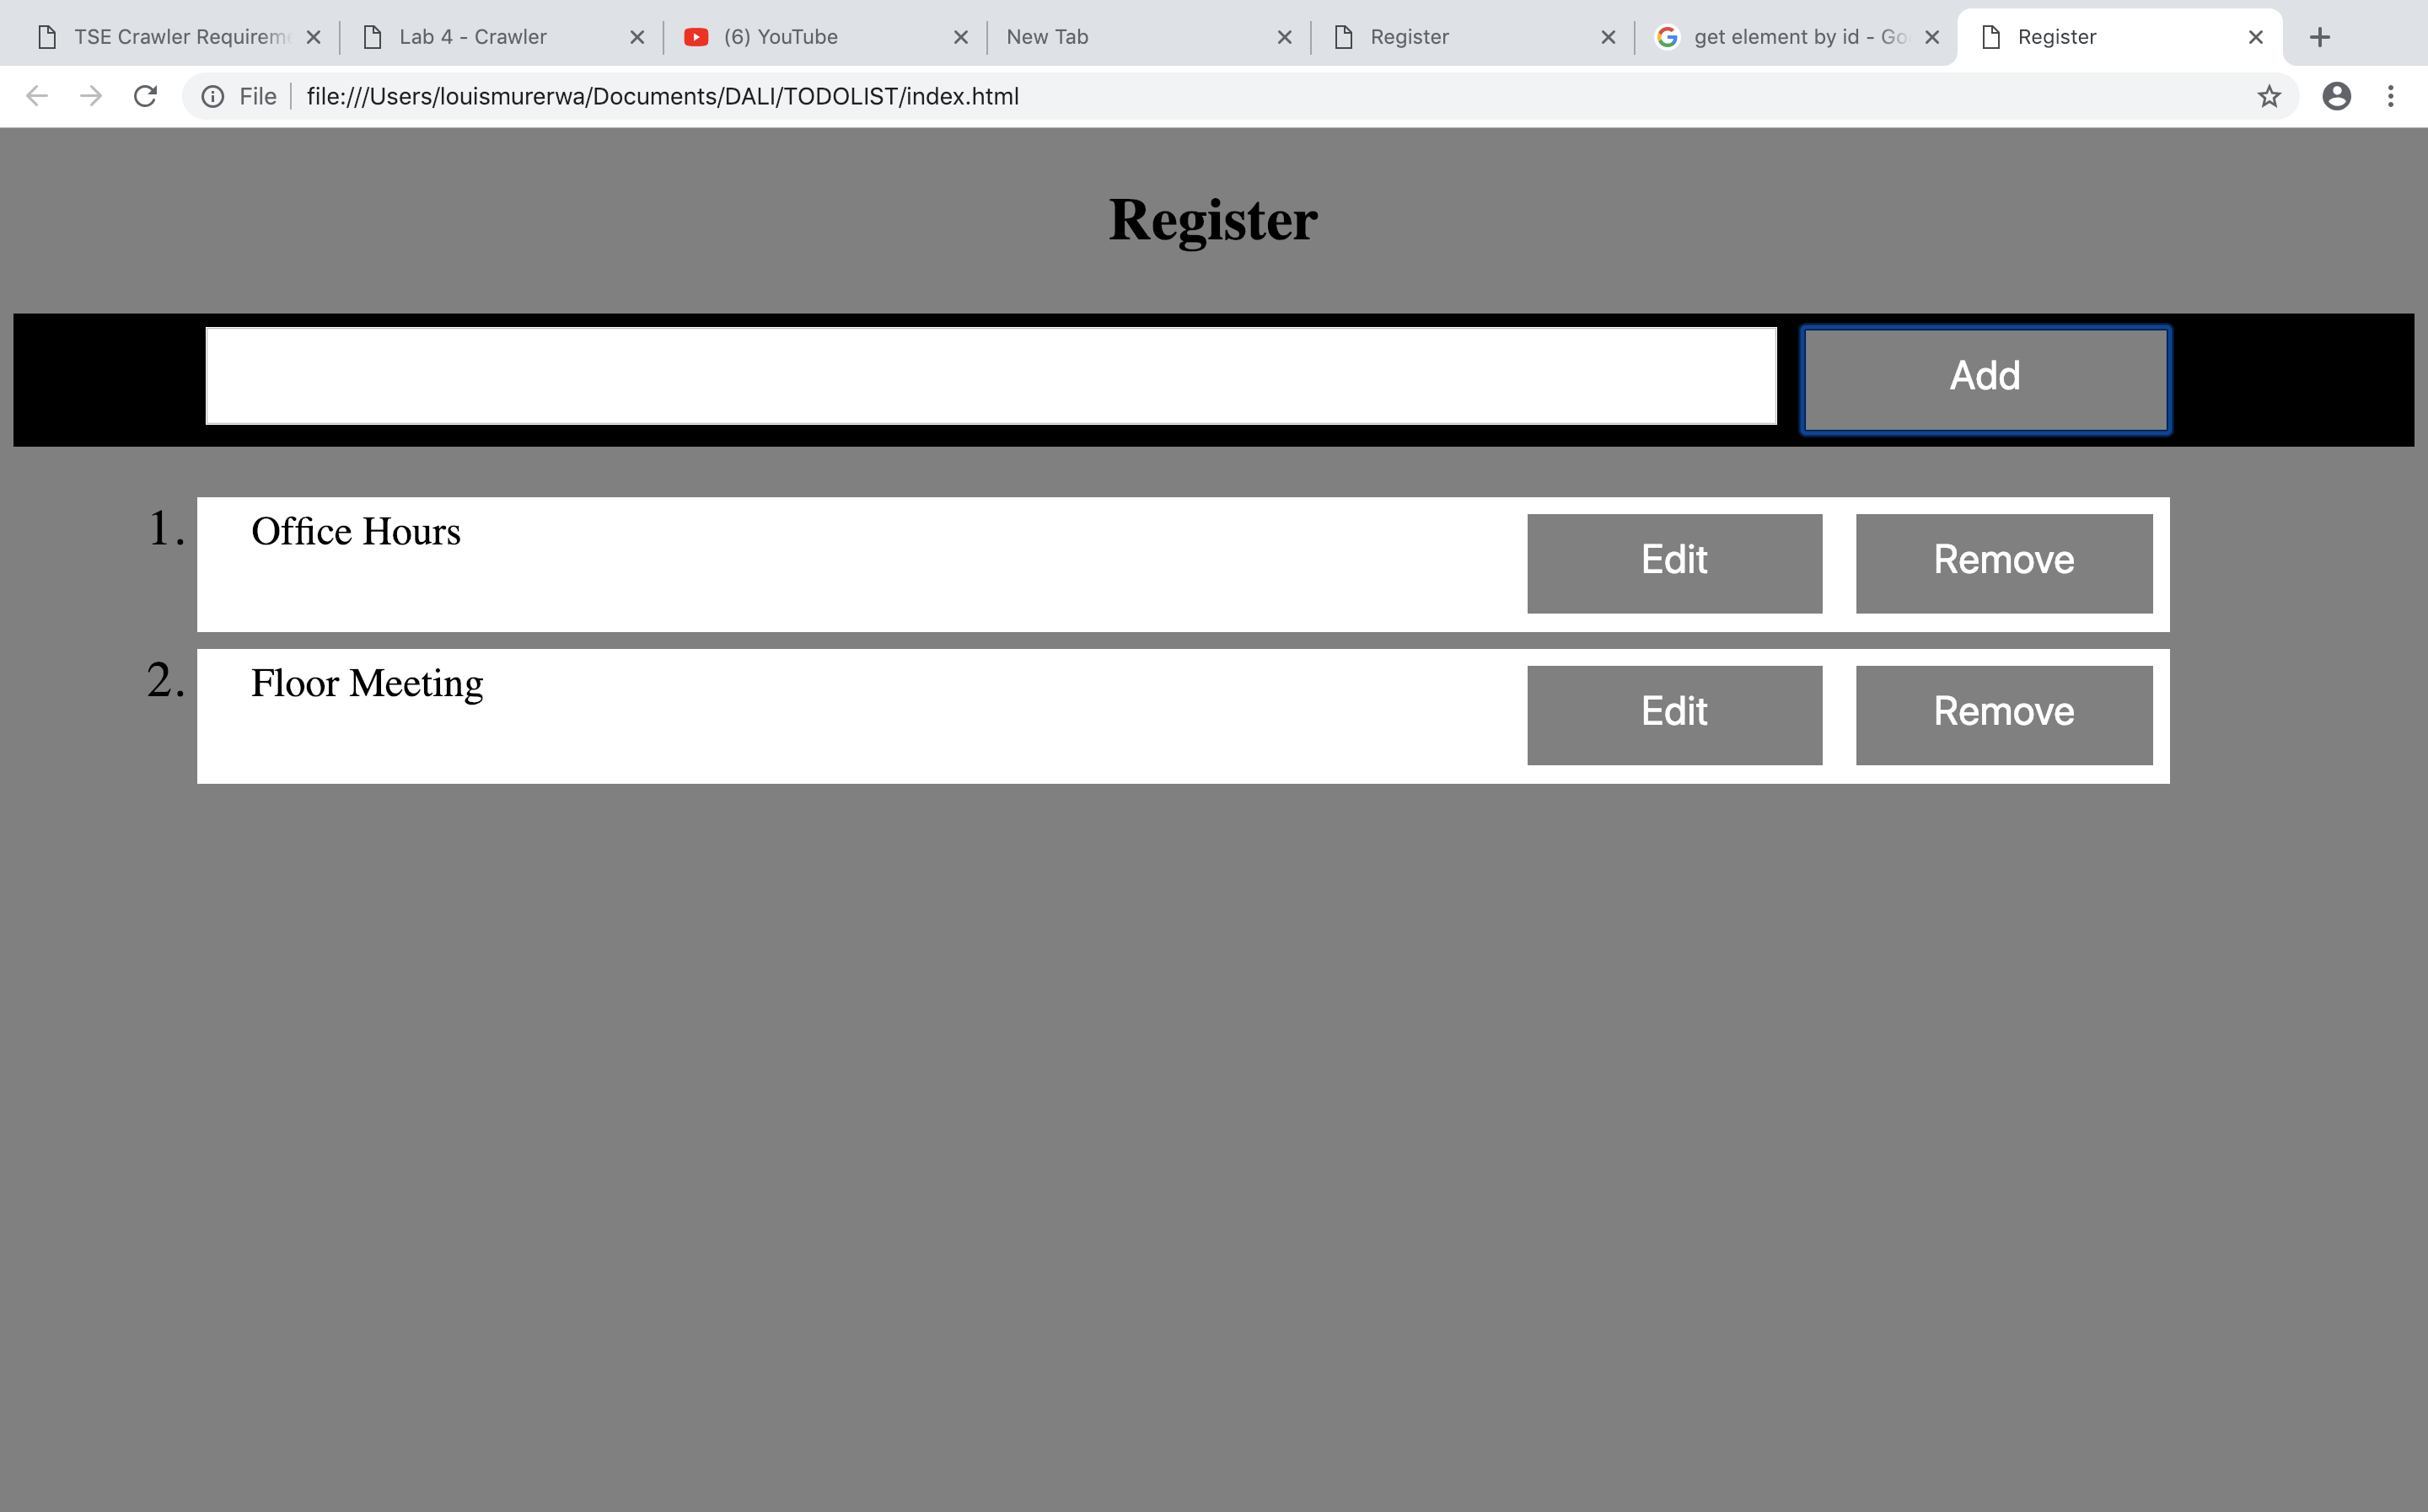 TSE Crawler Requirem
Lab 4 - Crawler
(6) YouTube
New Tab
Register
get element by id - Go
Register
File
file:///Users/louismurerwa/Documents/DALI/TODOLIST/index.html
Register
Add
1. Office Hours Edit Remove
2. Floor Meeting Edit Remove